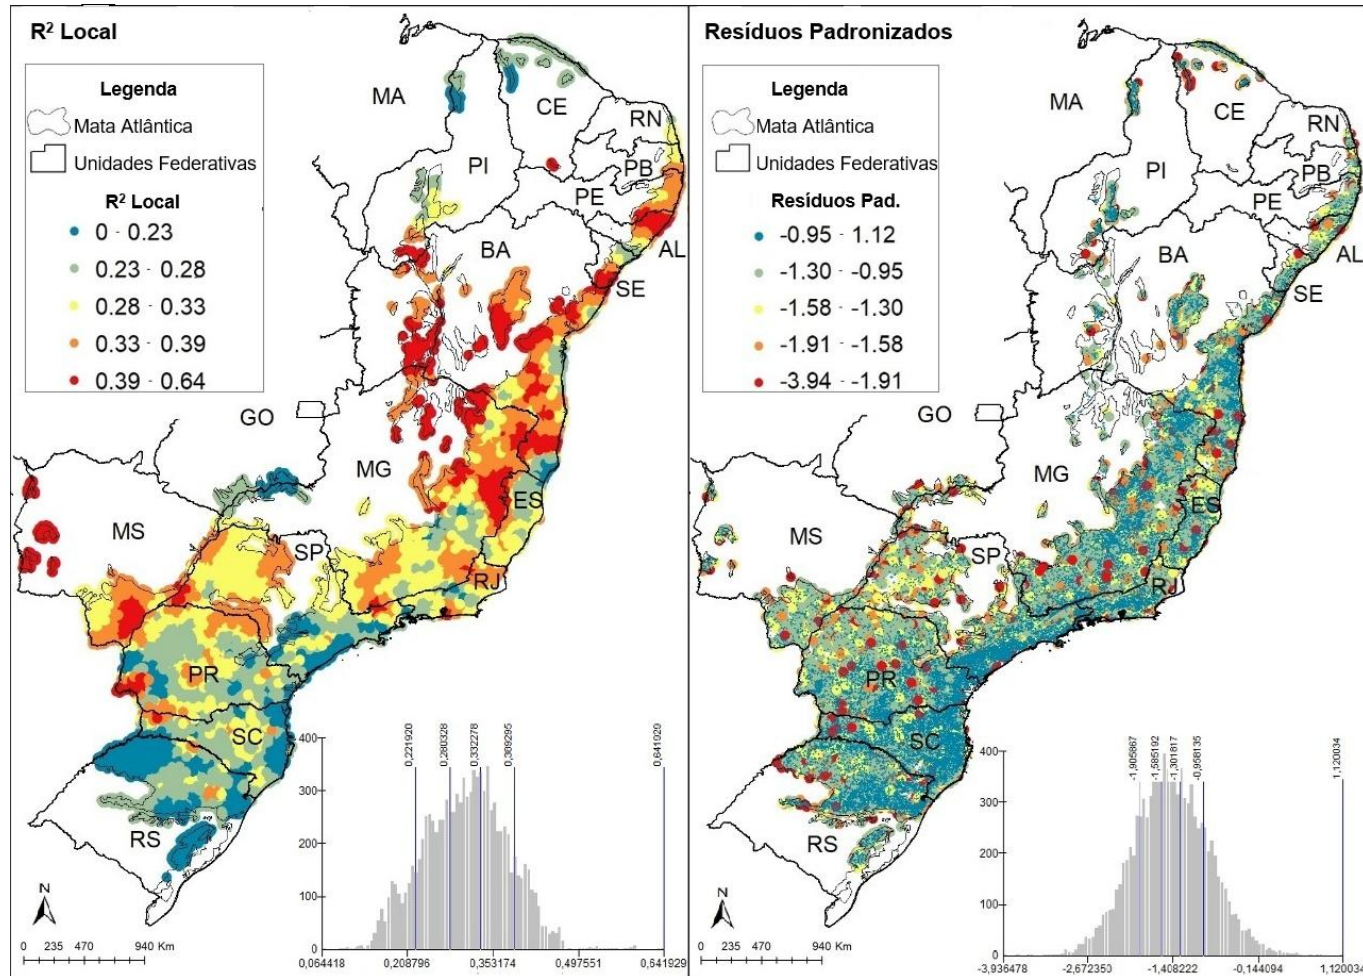 R² Local
Legenda
Mata Atlântica
Unidades Federativas
R² Local
0 - 0.23
0.23 - 0.28
0.28 - 0.33
0.33 - 0.39
0.39 - 0.64
MA
CE
RN
PI
PB
PE
AL
BA
SE
GO
MG
ES
MS
SP
RJ
PR
SC
RS
N
0 235 470 940 Km
400
300
200
100
0
0,221920
0,280328
0,332278
0,389295
0,641929
0,064418
0,208796
0,353174
0,497551
0,641929
Resíduos Padronizados
Legenda
Mata Atlântica
Unidades Federativas
Resíduos Pad.
-0.95 - 1.12
-1.30 - -0.95
-1.58 - -1.30
-1.91 - -1.58
-3.94 - -1.91
MA
CE
RN
PI
PB
PE
AL
BA
SE
GO
MG
ES
MS
SP
RJ
PR
SC
RS
N
0 235 470 940 Km
400
300
200
100
0
-1,905867
-1,585192
-1,301817
-0,958135
1,120034
-3,936478
-2,672350
-1,408222
-0,144094
1,120034